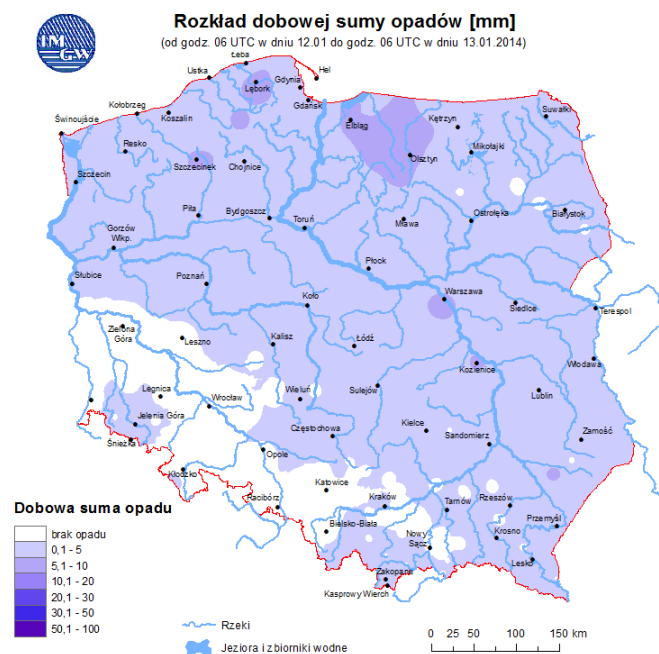 IM
GW
Rozkład dobowej sumy opadów [mm]
(od godz. 06 UTC w dniu 12.01 do godz. 06 UTC w dniu 13.01.2014)
Łeba
Hel
Ustka
Gdynia
Lębork
Gdańsk
Suwałki
Kołobrzeg
Koszalin
Kętrzyn
Elbląg
Świnoujście
Resko
Mikołajki
Olsztyn
Szczecinek
Chojnice
Szczecin
Piła
Bydgoszcz
Toruń
Ostrołęka
Białystok
Mława
Gorzów
Wlkp.
Płock
Słubice
Poznań
Koło
Warszawa
Siedlce
Terespol
Zielona
Góra
Leszno
Kalisz
Łódź
Kozienice
Włodawa
Legnica
Wrocław
Wieluń
Sulejów
Lublin
Jelenia Góra
Częstochowa
Kielce
Sandomierz
Zamość
Śnieżka
Opole
Kłodzko
Katowice
Racibórz
Kraków
Tarnów
Rzeszów
Bielsko-Biała
Przemyśl
Nowy
Sącz
Krosno
Lesko
Zakopane
Kasprowy Wierch
Dobowa suma opadu
brak opadu
0,1 - 5
5,1 - 10
10,1 - 20
20,1 - 30
30,1 - 50
50,1 - 100
Rzeki
Jeziora i zbiorniki wodne
0 25 50 100 150 km